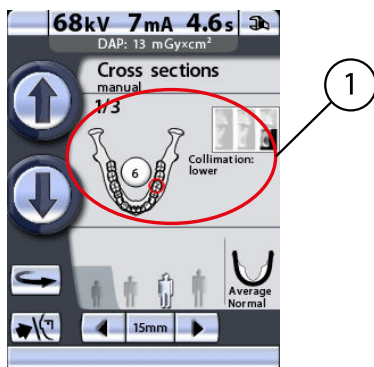 68kV 7mA 4.6s
DAP: 13 mGy×cm²
Cross sections
manual
1/3
6
Collimation:
lower
Average
Normal
15mm
1